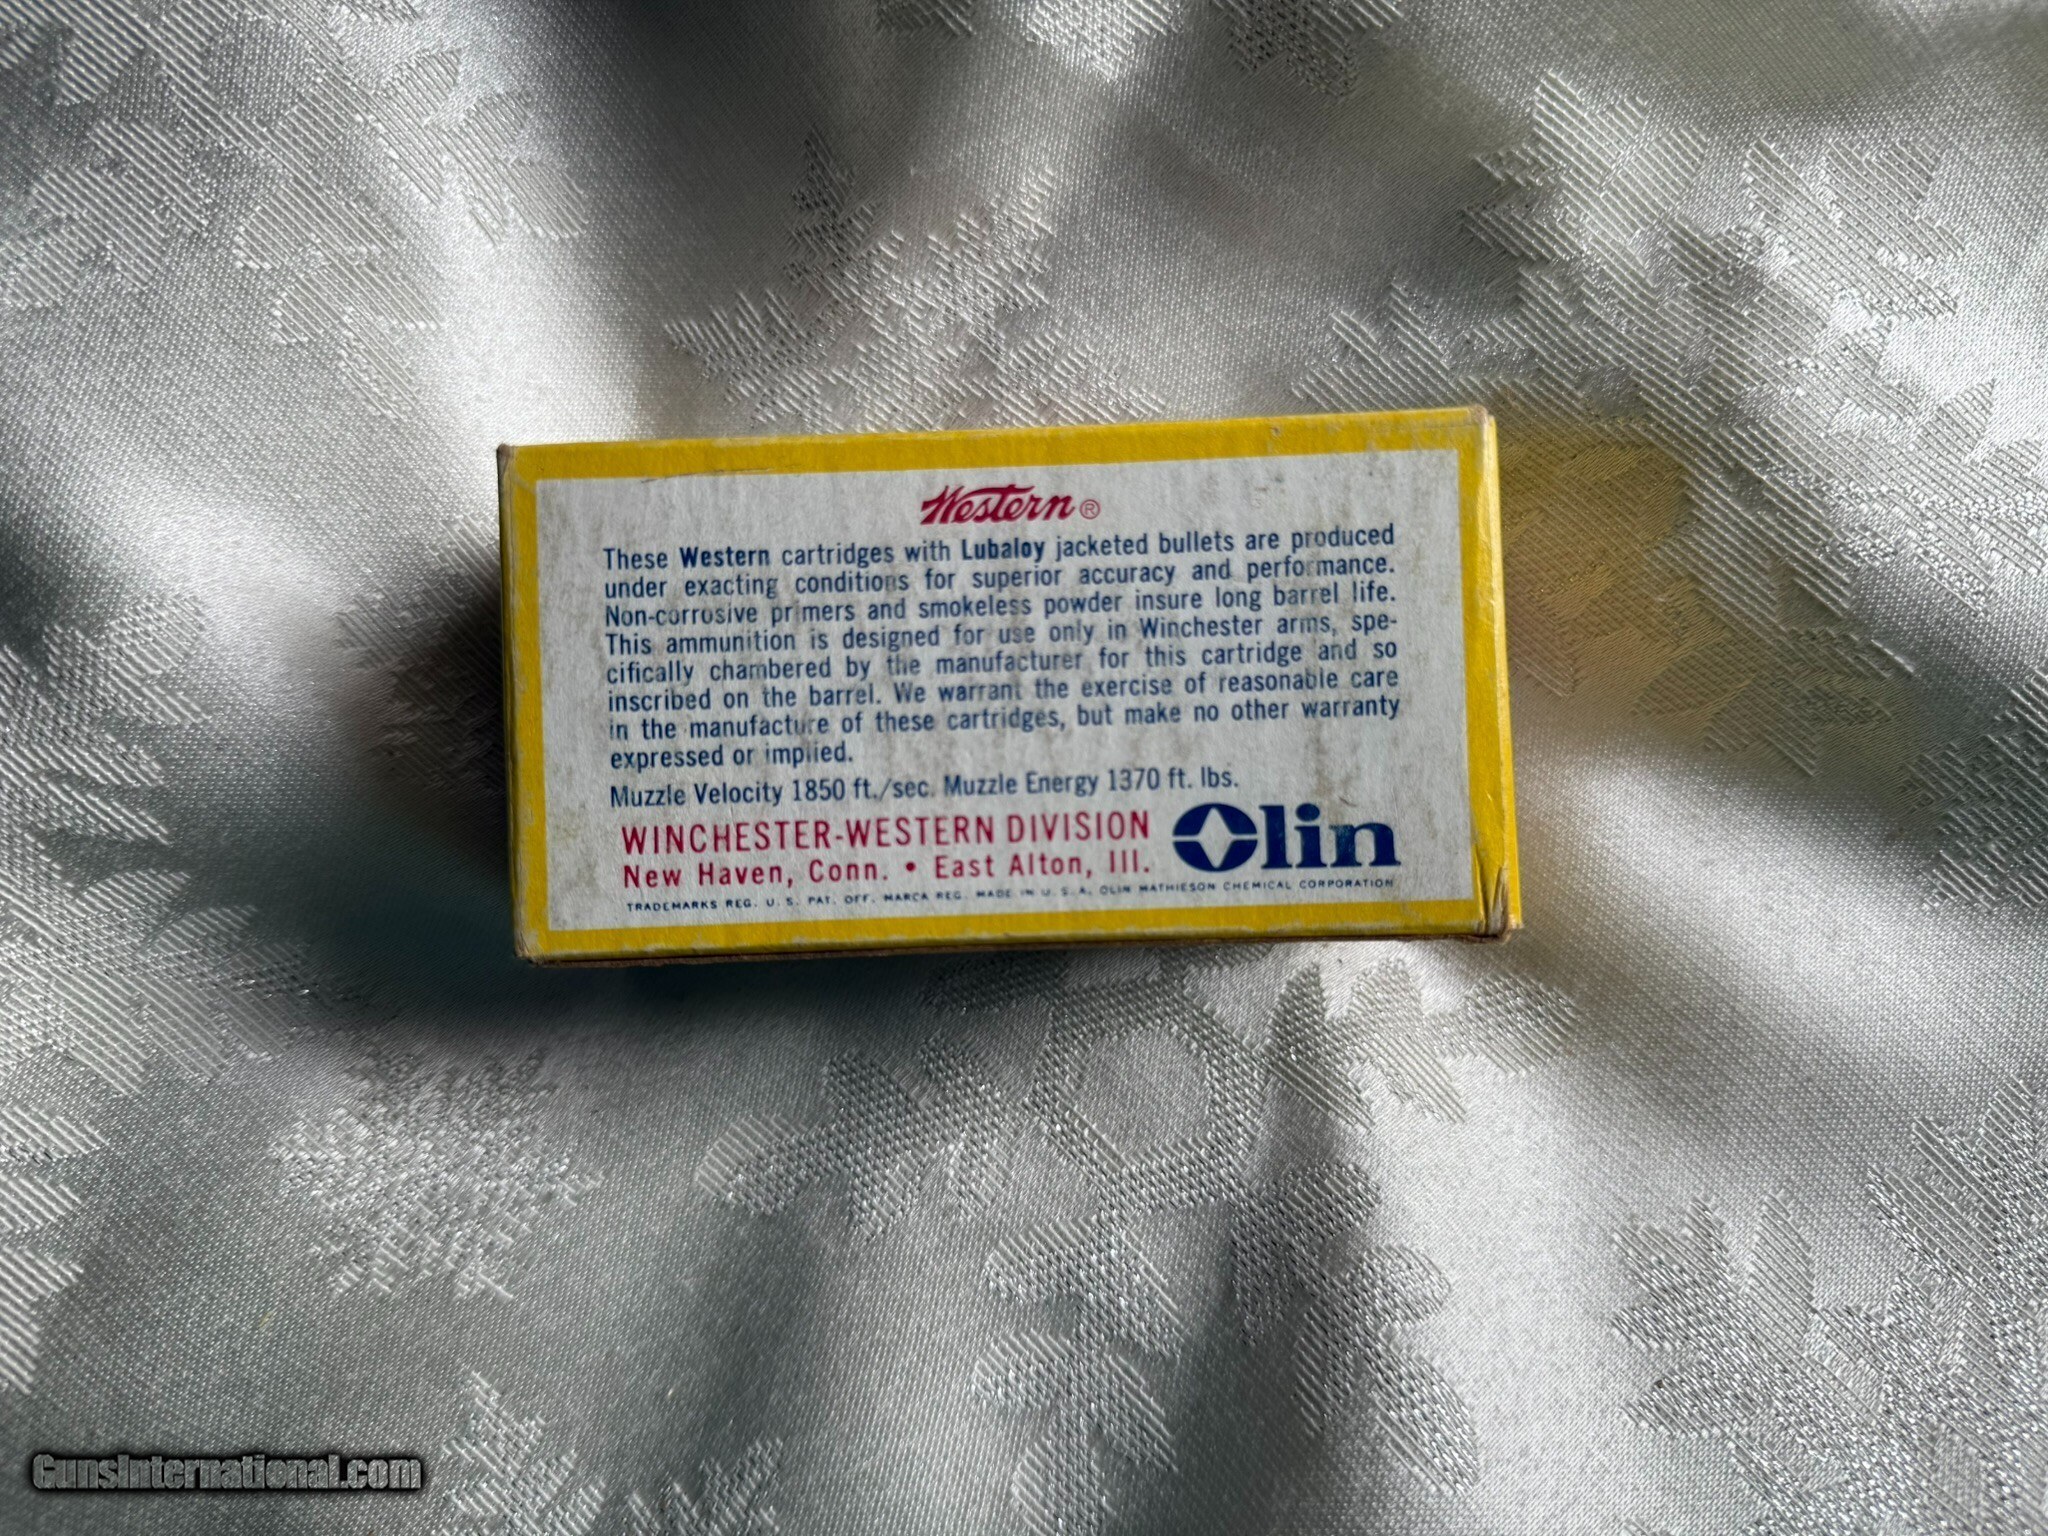 Western®
These Western cartridges with Lubaloy jacketed bullets are produced
under exacting conditions for superior accuracy and performance.
Non-corrosive primers and smokeless powder insure long barrel life.
This ammunition is designed for use only in Winchester arms, spe-
cifically chambered by the manufacturer for this cartridge and so
inscribed on the barrel. We warrant the exercise of reasonable care
in the manufacture of these cartridges, but make no other warranty
expressed or implied.
Muzzle Velocity 1850 ft./sec. Muzzle Energy 1370 ft. lbs.
WINCHESTER-WESTERN DIVISION
New Haven, Conn. • East Alton, Ill.
Olin
TRADEMARKS REG. U. S. PAT. OFF. MARCA REG. MADE IN U. S. A. OLIN MATHIESON CHEMICAL CORPORATION
GunsInternational.com